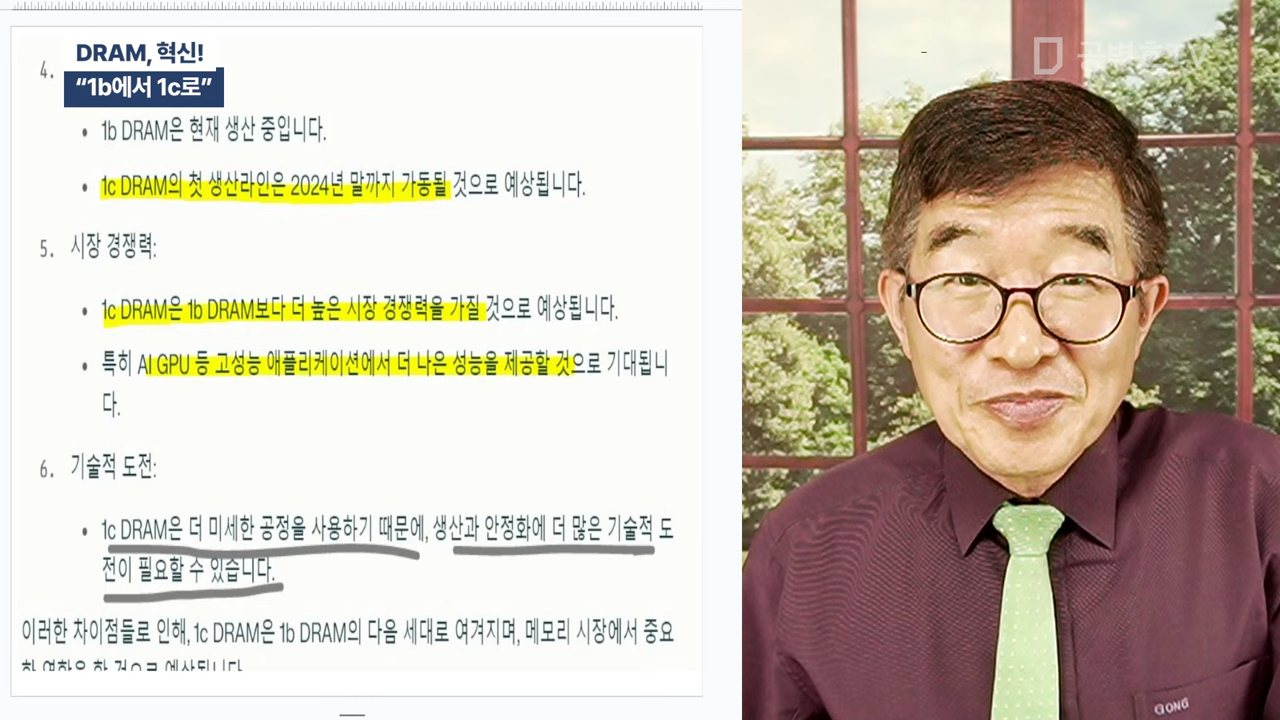 DRAM, 혁신!
“1b에서 1c로”
4.
• 1b DRAM은 현재 생산 중입니다.
• 1c DRAM의 첫 생산라인은 2024년 말까지 가동될 것으로 예상됩니다.
5. 시장 경쟁력:
• 1c DRAM은 1b DRAM보다 더 높은 시장 경쟁력을 가질 것으로 예상됩니다.
• 특히 AI GPU 등 고성능 애플리케이션에서 더 나은 성능을 제공할 것으로 기대됩니
다.
6. 기술적 도전:
• 1c DRAM은 더 미세한 공정을 사용하기 때문에, 생산과 안정화에 더 많은 기술적 도
전이 필요할 수 있습니다.
이러한 차이점들로 인해, 1c DRAM은 1b DRAM의 다음 세대로 여겨지며, 메모리 시장에서 중요
공병호TV
GONG